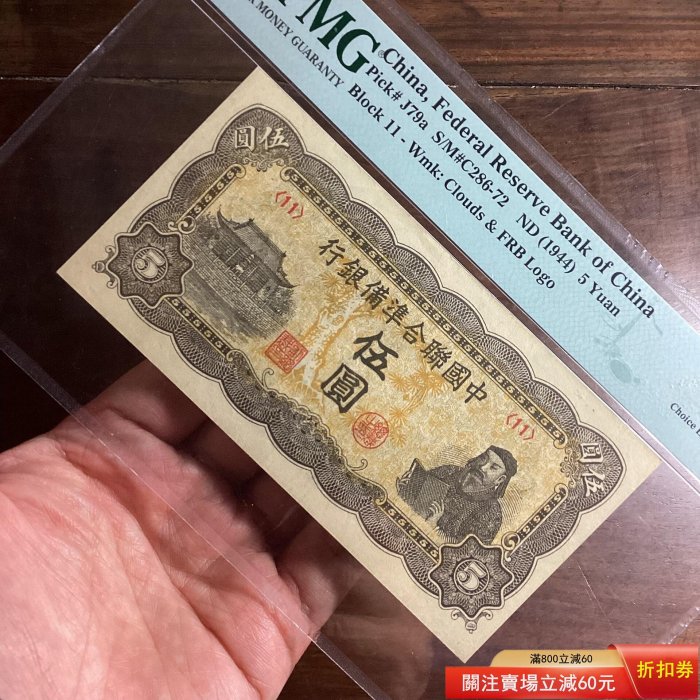 PMG
MONEY GUARANTY
China, Federal Reserve Bank of China
Pick# J79a S/M#C286-72 ND (1944) 5 Yuan
Block 11 - Wmk: Clouds & FRB Logo
Choice
圓伍
〈11〉
5
行銀備準合聯國中
伍圓
〈11〉
圓伍
5
滿800立減60
關注賣場立減60元
折扣券